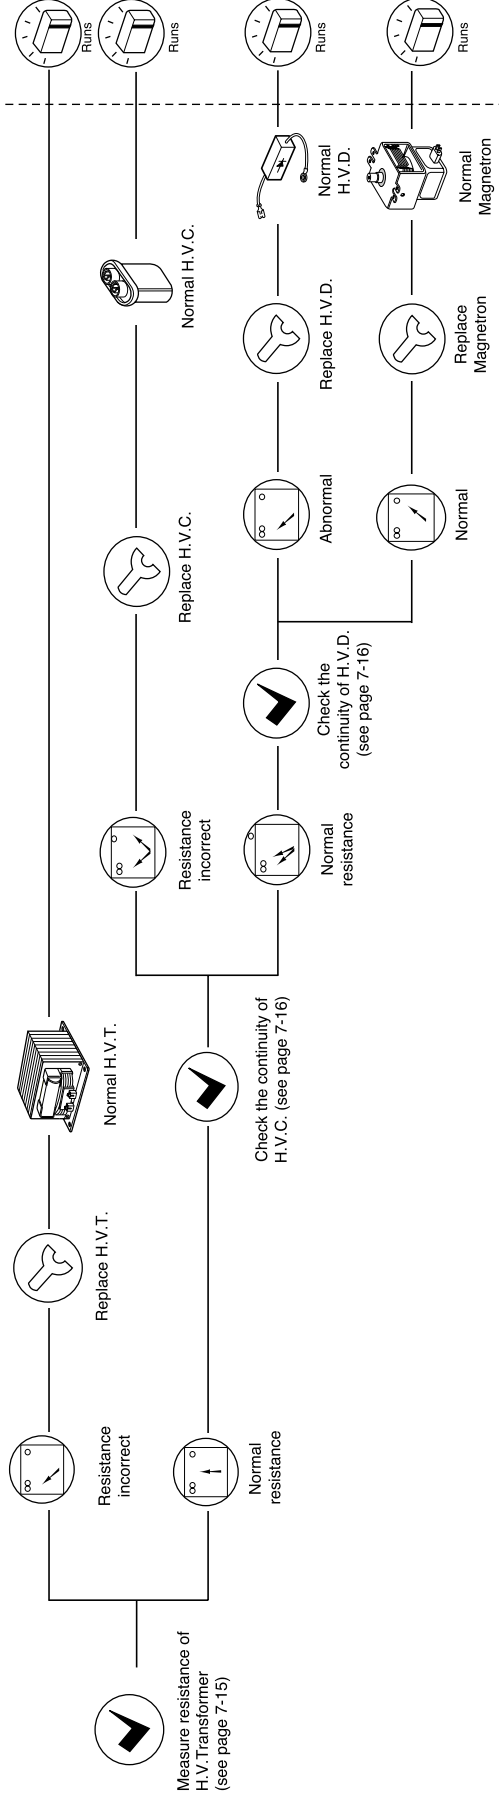 Measure resistance of
H.V.Transformer
(see page 7-15)
Resistance
incorrect
Replace H.V.T.
Normal H.V.T.
Runs
Normal
resistance
Check the continuity of
H.V.C. (see page 7-16)
Resistance
incorrect
Replace H.V.C.
Normal H.V.C.
Runs
Normal
resistance
Check the
continuity of H.V.D.
(see page 7-16)
Abnormal
Replace H.V.D.
Normal
H.V.D.
Runs
Normal
Replace
Magnetron
Normal
Magnetron
Runs